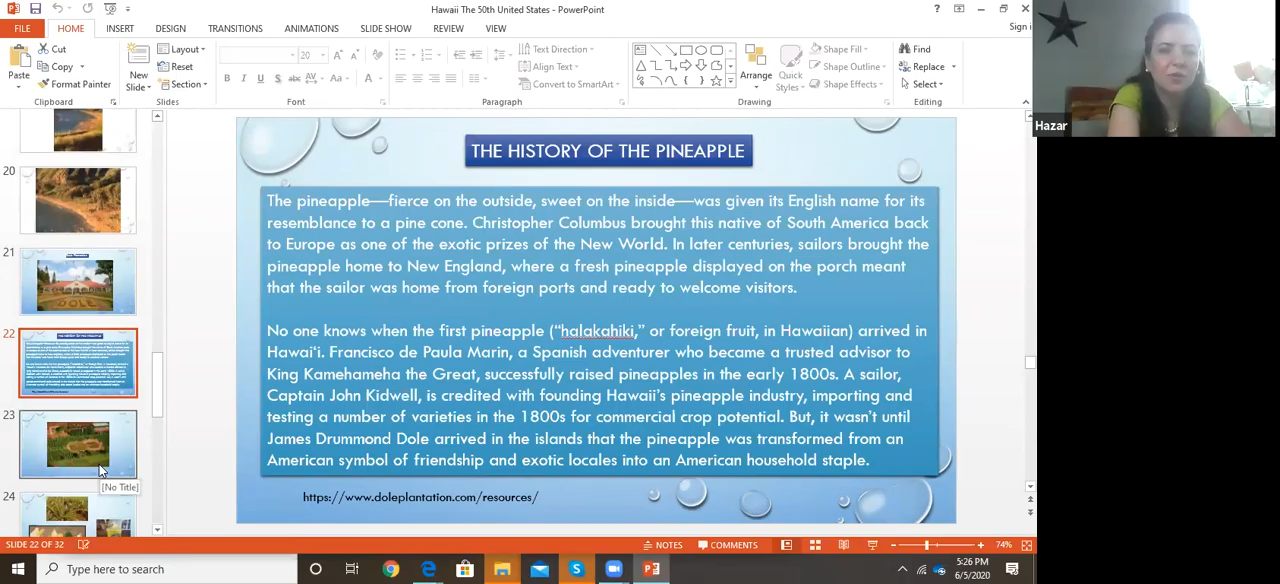 Hawaii The 50th United States - PowerPoint
?
Sign i
FILE HOME INSERT DESIGN TRANSITIONS ANIMATIONS SLIDE SHOW REVIEW VIEW
Paste
Cut
Copy
Format Painter
Clipboard
New
Slide
Layout
Reset
Section
Slides
20
B I U S abc AV Aa A
Font
Text Direction
Align Text
Convert to SmartArt
Paragraph
Arrange
Quick
Styles
Shape Fill
Shape Outline
Shape Effects
Drawing
Find
Replace
Select
Editing
Hazar
20
21
DOLE
22
23
[No Title]
24
THE HISTORY OF THE PINEAPPLE
The pineapple—fierce on the outside, sweet on the inside—was given its English name for its
resemblance to a pine cone. Christopher Columbus brought this native of South America back
to Europe as one of the exotic prizes of the New World. In later centuries, sailors brought the
pineapple home to New England, where a fresh pineapple displayed on the porch meant
that the sailor was home from foreign ports and ready to welcome visitors.
No one knows when the first pineapple (“halakahiki,” or foreign fruit, in Hawaiian) arrived in
Hawai‘i. Francisco de Paula Marin, a Spanish adventurer who became a trusted advisor to
King Kamehameha the Great, successfully raised pineapples in the early 1800s. A sailor,
Captain John Kidwell, is credited with founding Hawaii’s pineapple industry, importing and
testing a number of varieties in the 1800s for commercial crop potential. But, it wasn’t until
James Drummond Dole arrived in the islands that the pineapple was transformed from an
American symbol of friendship and exotic locales into an American household staple.
https://www.doleplantation.com/resources/
SLIDE 22 OF 32
NOTES
COMMENTS
74%
Type here to search
5:26 PM
6/5/2020